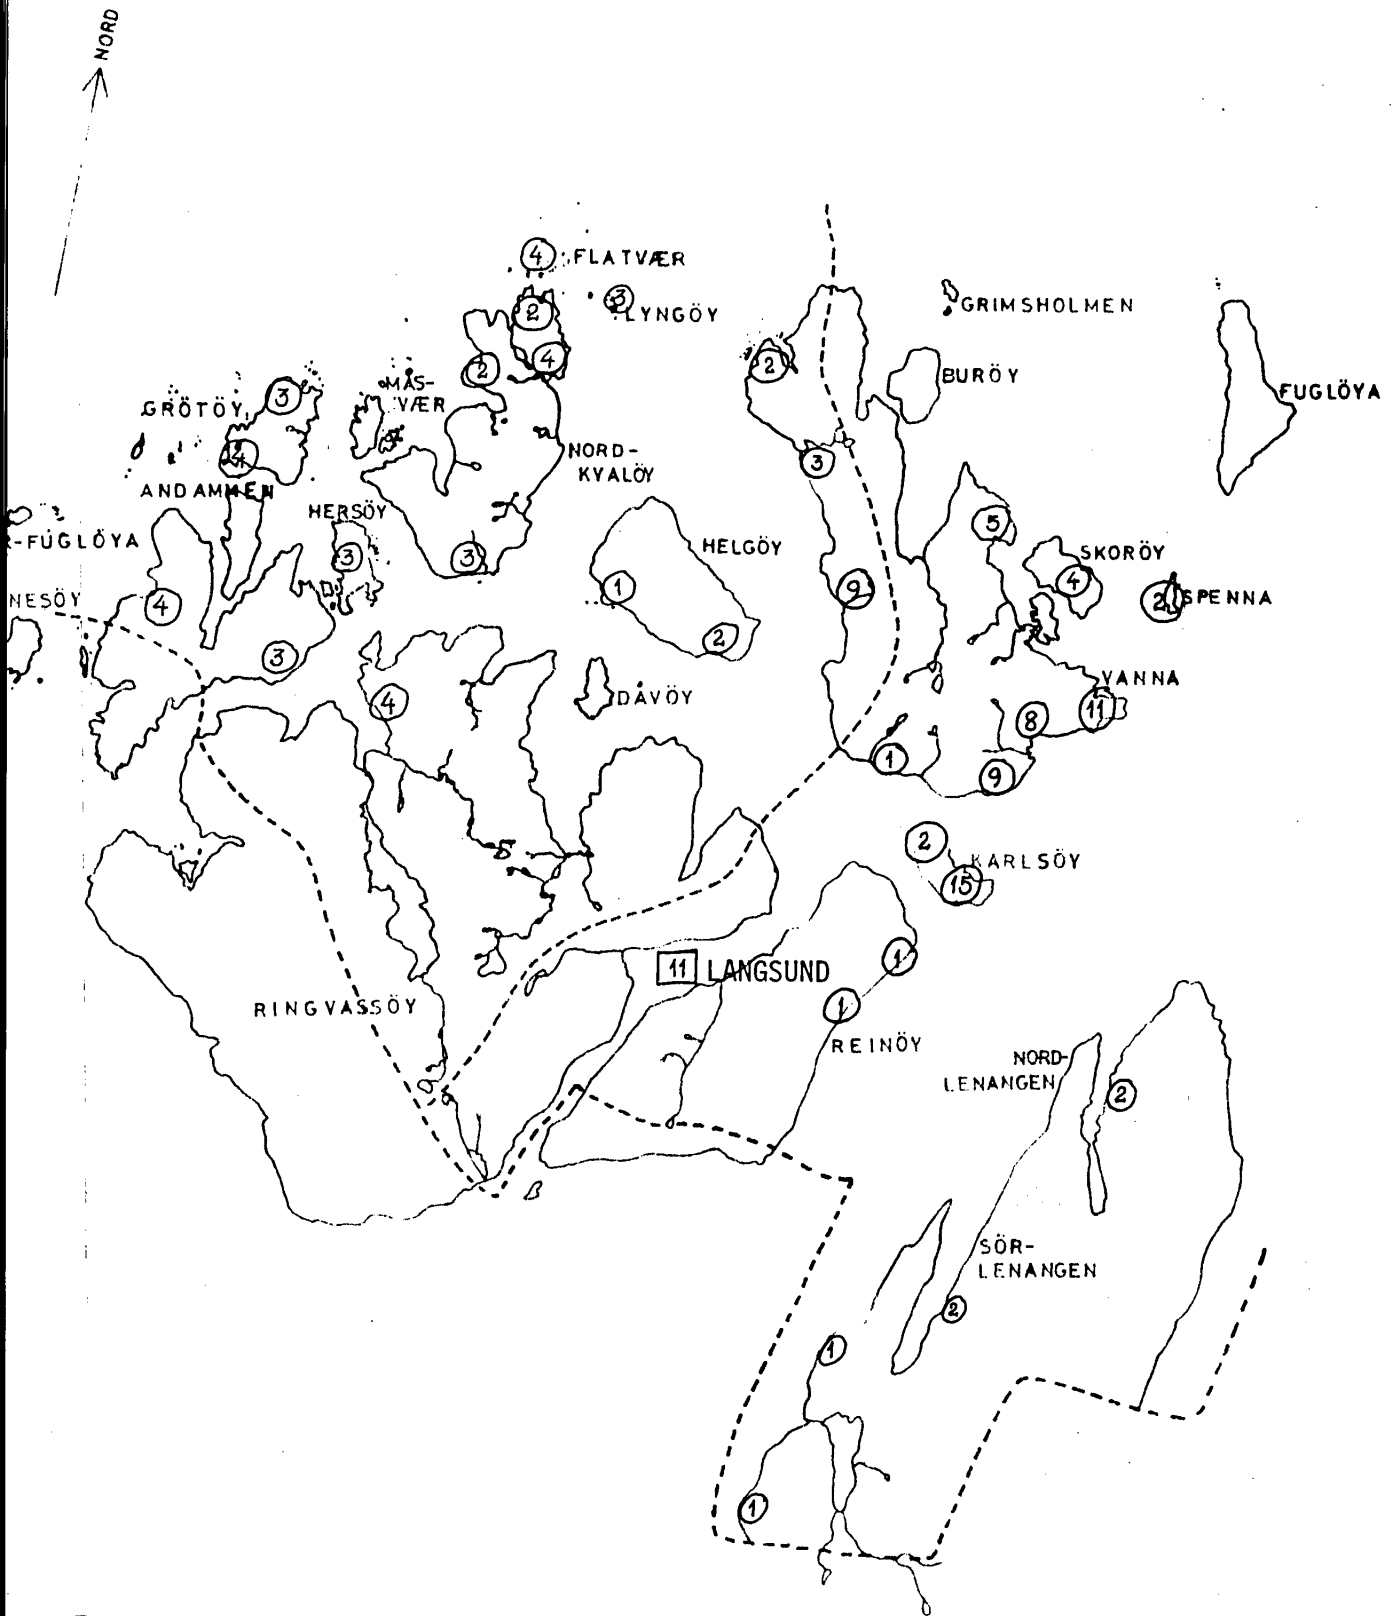 NORD
4 FLATVÆR
3
LYNGÖY
2
GRIMSHOLMEN
2
4
2
BURÖY
FUGLÖYA
MÅS-
VÆR
3
GRÖTÖY
4
ANDAMMEN
NORD-
KVALÖY
3
HERSÖY
3
3
5
HELGÖY
SKORÖY
4
2 SPENNA
R-FUGLÖYA
NESÖY
4
1
9
2
3
4
DÅVÖY
VANNA
11
8
1
9
2
KARLSÖY
15
11 LANGSUND
1
1
REINÖY
RINGVASSÖY
NORD-
LENANGEN
2
SÖR-
LENANGEN
2
1
1